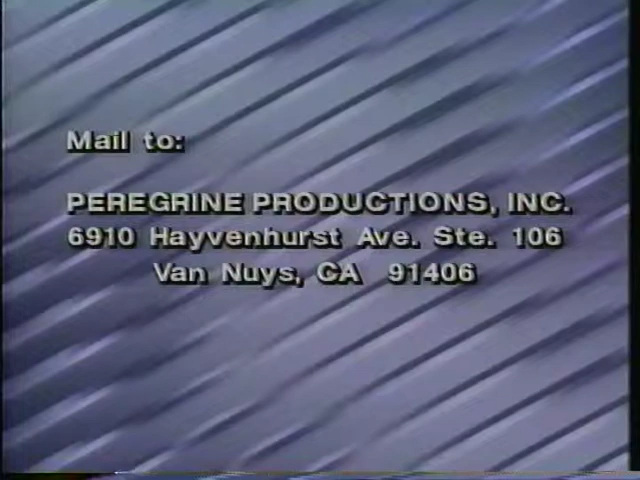 Mail to:
PEREGRINE PRODUCTIONS, INC.
6910 Hayvenhurst Ave. Ste. 106
Van Nuys, CA 91406